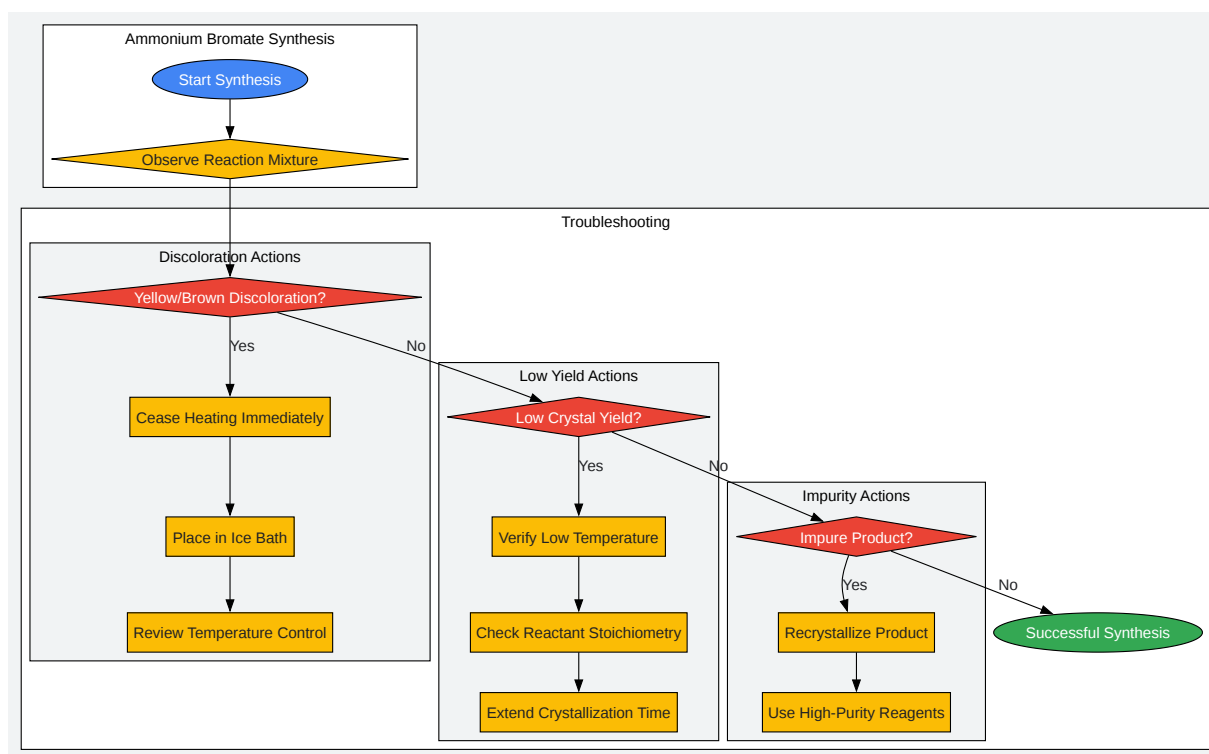 Ammonium Bromate Synthesis
Start Synthesis
Observe Reaction Mixture
Troubleshooting
Discoloration Actions
Yellow/Brown Discoloration?
Yes
No
Cease Heating Immediately
Place in Ice Bath
Review Temperature Control
Low Yield Actions
Low Crystal Yield?
Yes
No
Verify Low Temperature
Check Reactant Stoichiometry
Extend Crystallization Time
Impurity Actions
Impure Product?
Yes
No
Recrystallize Product
Use High-Purity Reagents
Successful Synthesis